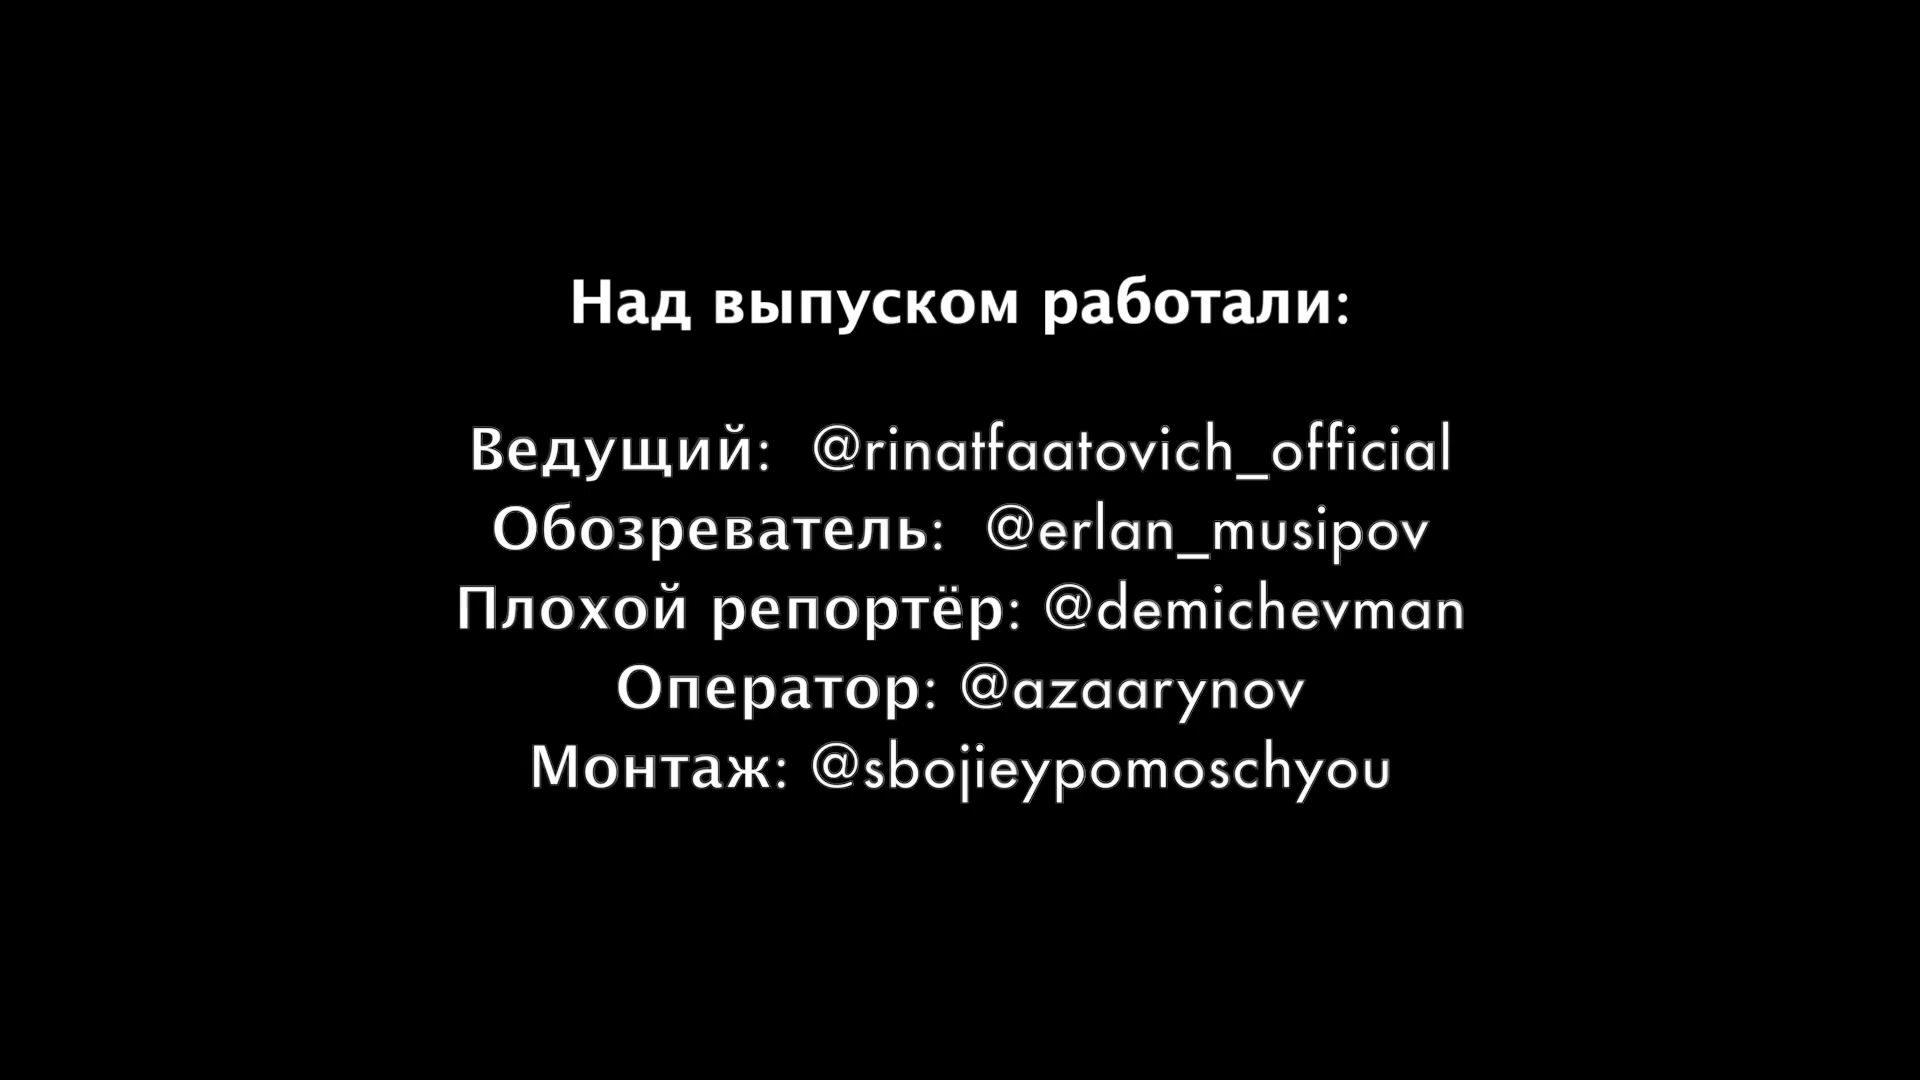 Над выпуском работали:
Ведущий: @rinatfaatovich_official
Обозреватель: @erlan_musipov
Плохой репортёр: @demichevman
Оператор: @azaarynov
Монтаж: @sbojieypomoschyou